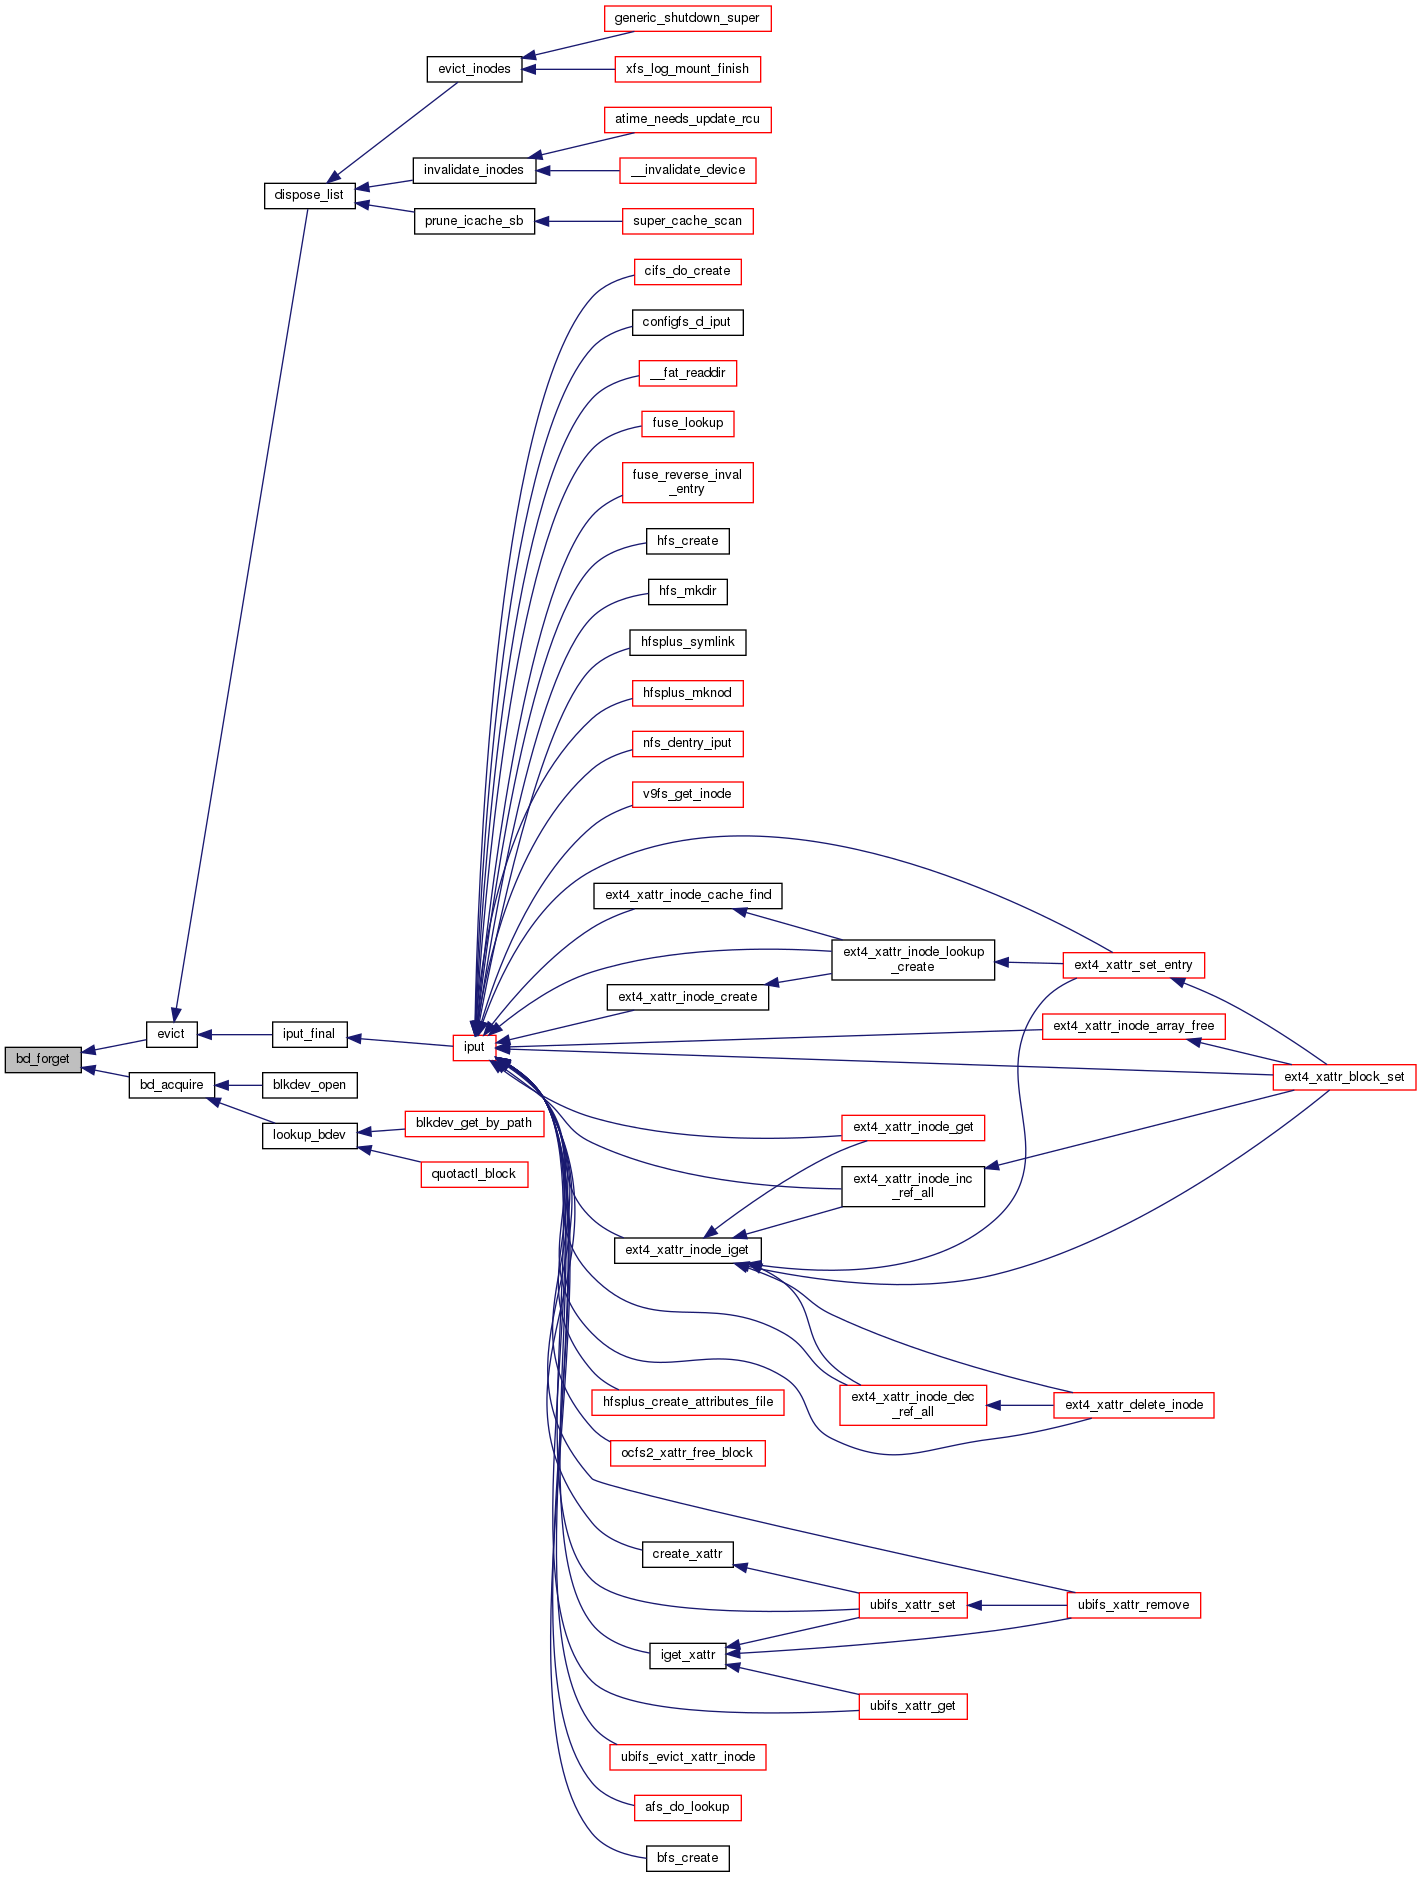 generic_shutdown_super
evict_inodes
xfs_log_mount_finish
atime_needs_update_rcu
invalidate_inodes
__invalidate_device
dispose_list
prune_icache_sb
super_cache_scan
cifs_do_create
configfs_d_iput
__fat_readdir
fuse_lookup
fuse_reverse_inval
_entry
hfs_create
hfs_mkdir
hfsplus_symlink
hfsplus_mknod
nfs_dentry_iput
v9fs_get_inode
ext4_xattr_inode_cache_find
ext4_xattr_inode_lookup
_create
ext4_xattr_set_entry
ext4_xattr_inode_create
ext4_xattr_inode_array_free
evict
iput_final
iput
bd_forget
ext4_xattr_block_set
bd_acquire
blkdev_open
blkdev_get_by_path
lookup_bdev
ext4_xattr_inode_get
quotactl_block
ext4_xattr_inode_inc
_ref_all
ext4_xattr_inode_iget
hfsplus_create_attributes_file
ext4_xattr_inode_dec
_ref_all
ext4_xattr_delete_inode
ocfs2_xattr_free_block
create_xattr
ubifs_xattr_set
ubifs_xattr_remove
iget_xattr
ubifs_xattr_get
ubifs_evict_xattr_inode
afs_do_lookup
bfs_create